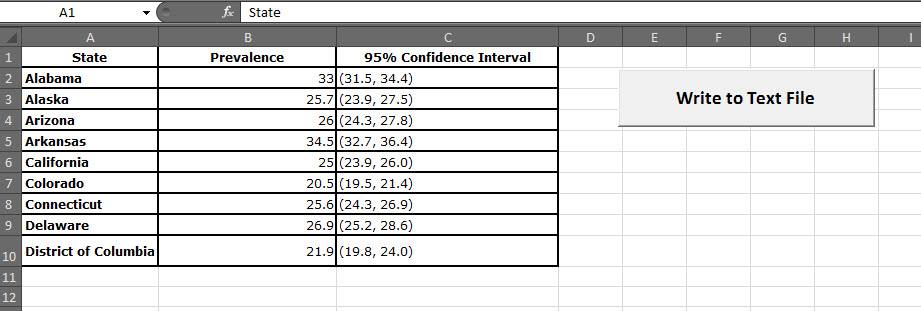 A1 fx State
A B C D E F G H I
1 State Prevalence 95% Confidence Interval
2 Alabama 33 (31.5, 34.4)
3 Alaska 25.7 (23.9, 27.5)
4 Arizona 26 (24.3, 27.8)
5 Arkansas 34.5 (32.7, 36.4)
6 California 25 (23.9, 26.0)
7 Colorado 20.5 (19.5, 21.4)
8 Connecticut 25.6 (24.3, 26.9)
9 Delaware 26.9 (25.2, 28.6)
10 District of Columbia 21.9 (19.8, 24.0)
11
12
Write to Text File